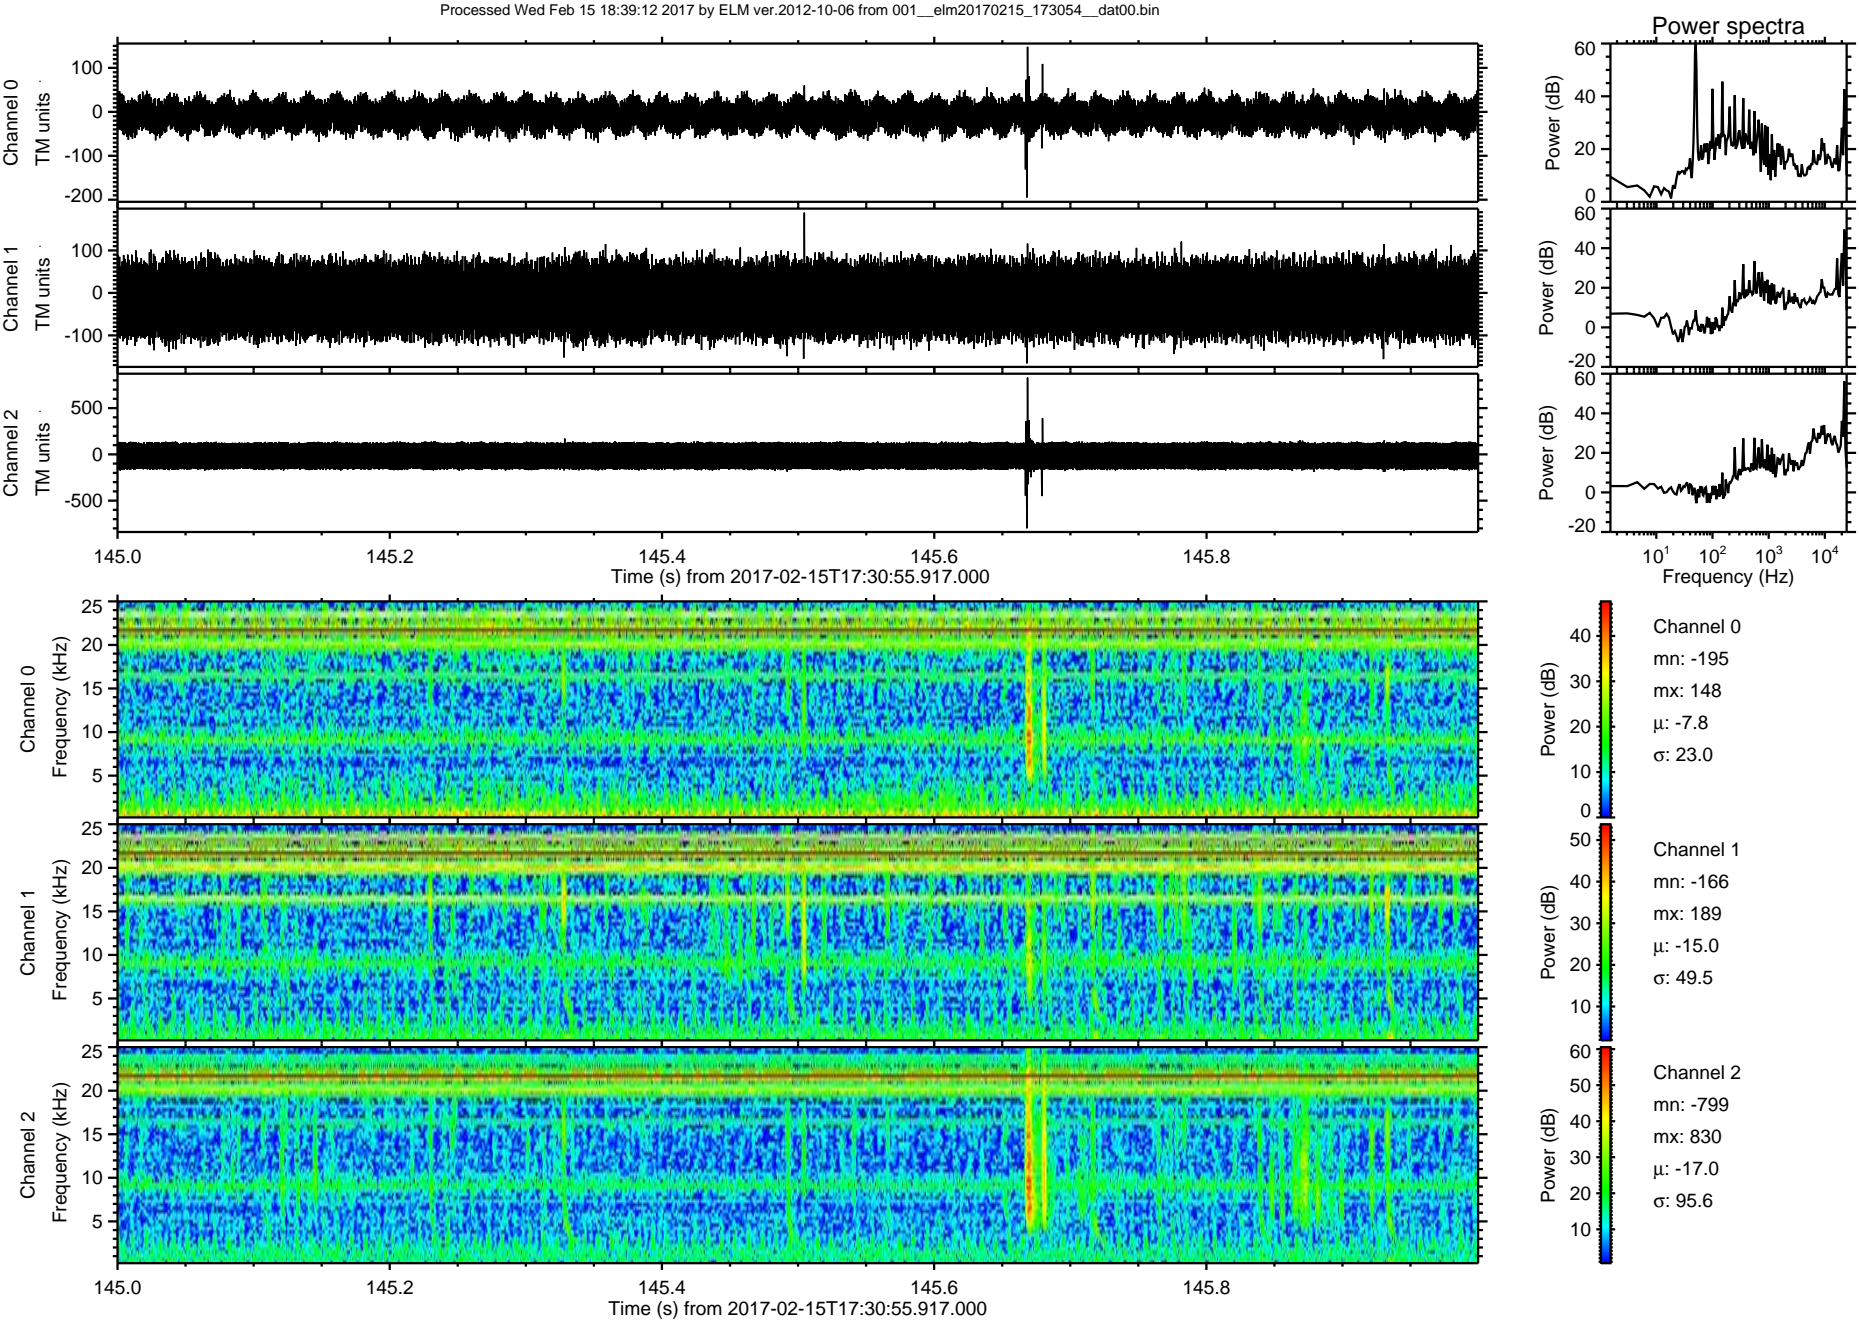 Processed Wed Feb 15 18:39:12 2017 by ELM ver.2012-10-06 from 001__elm20170215_173054__dat00.bin
Power spectra
Channel 0
TM units
100
0
-100
-200
Power (dB)
60
40
20
0
Channel 1
TM units
100
0
-100
Power (dB)
60
40
20
0
-20
Channel 2
TM units
500
0
-500
Power (dB)
60
40
20
0
-20
145.0 145.2 145.4 145.6 145.8
Time (s) from 2017-02-15T17:30:55.917.000
10¹ 10² 10³ 10⁴
Frequency (Hz)
Channel 0
Frequency (kHz)
25
20
15
10
5
Power (dB)
40
30
20
10
0
Channel 0
mn: -195
mx: 148
μ: -7.8
σ: 23.0
Channel 1
Frequency (kHz)
25
20
15
10
5
Power (dB)
50
40
30
20
10
Channel 1
mn: -166
mx: 189
μ: -15.0
σ: 49.5
Channel 2
Frequency (kHz)
25
20
15
10
5
Power (dB)
60
50
40
30
20
10
Channel 2
mn: -799
mx: 830
μ: -17.0
σ: 95.6
145.0 145.2 145.4 145.6 145.8
Time (s) from 2017-02-15T17:30:55.917.000